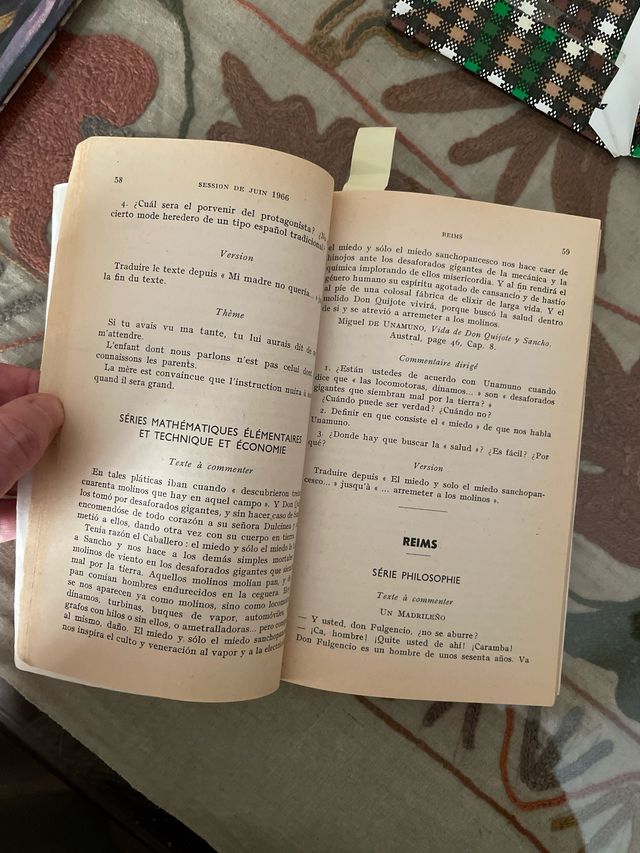 58
SESSION DE JUIN 1966
4. ¿Cuál sera el porvenir del protagonista?
cierto mode heredero de un tipo español tradicional
Version
Traduire le texte depuis « Mi madre no quería... »
la fin du texte.
Thème
Si tu avais vu ma tante, tu lui aurais dit de
m'attendre.
L'enfant dont nous parlons n'est pas celui dont
connaissons les parents.
La mère est convaincue que l'instruction nuira à
quand il sera grand.
SÉRIES MATHÉMATIQUES ÉLÉMENTAIRES
ET TECHNIQUE ET ÉCONOMIE
Texte à commenter
En tales pláticas iban cuando « descubrieron
cuarenta molinos que hay en aquel campo ». Y Don
los tomó por desaforados gigantes, y sin hacer caso de
encomendóse de todo corazón a su señora Dulcinea y
metió a ellos, dando otra vez con su cuerpo en tierra
Tenía razón el Caballero : el miedo y sólo el miedo le
a Sancho y nos hace a los demás simples mortales
molinos de viento en los desaforados gigantes que
mal por la tierra. Aquellos molinos molían pan, y
pan comían hombres endurecidos en la ceguera.
se nos aparecen ya como molinos, sino como
dínamos, turbinas, buques de vapor, automóviles,
grafos con hilos o sin ellos, o ametralladoras... pero
al mismo, daño. El miedo y sólo el miedo
nos inspira el culto y veneración al vapor y a la
REIMS
59
el miedo y sólo el miedo sanchopancesco nos hace caer de
hinojos ante los desaforados gigantes de la mecánica y la
química implorando de ellos misericordia. Y al fin rendirá el
género humano su espíritu agotado de cansancio y de hastío
al pie de una colosal fábrica de elixir de larga vida. Y el
molido Don Quijote vivirá, porque buscó la salud dentro
de sí y se atrevió a arremeter a los molinos.
Miguel DE UNAMUNO, Vida de Don Quijote y Sancho.
Austral, page 46, Cap. 8.
Commentaire dirigé
1. ¿Están ustedes de acuerdo con Unamuno cuando
dice que « las locomotoras, dínamos... » son « desaforados
gigantes que siembran mal por la tierra? »
¿Cuándo puede ser verdad? ¿Cuándo no?
2. Definir en que consiste el « miedo » de que nos habla
Unamuno.
3. ¿Donde hay que buscar la « salud »? ¿Es fácil? ¿Por
qué?
Version
Traduire depuis « El miedo y solo el miedo sanchopan-
cesco... » jusqu'à « ... arremeter a los molinos ».
REIMS
SÉRIE PHILOSOPHIE
Texte à commenter
UN MADRILEÑO
— Y usted, don Fulgencio, ¿no se aburre?
— ¡Ca, hombre! ¡Quite usted de ahí! ¡Caramba!
Don Fulgencio es un hombre de unos sesenta años. Va